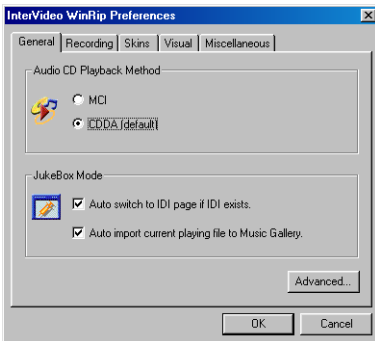 InterVideo WinRip Preferences
General Recording Skins Visual Miscellaneous
Audio CD Playback Method
MCI
CDDA (default)
JukeBox Mode
Auto switch to IDI page if IDI exists.
Auto import current playing file to Music Gallery.
Advanced...
OK Cancel